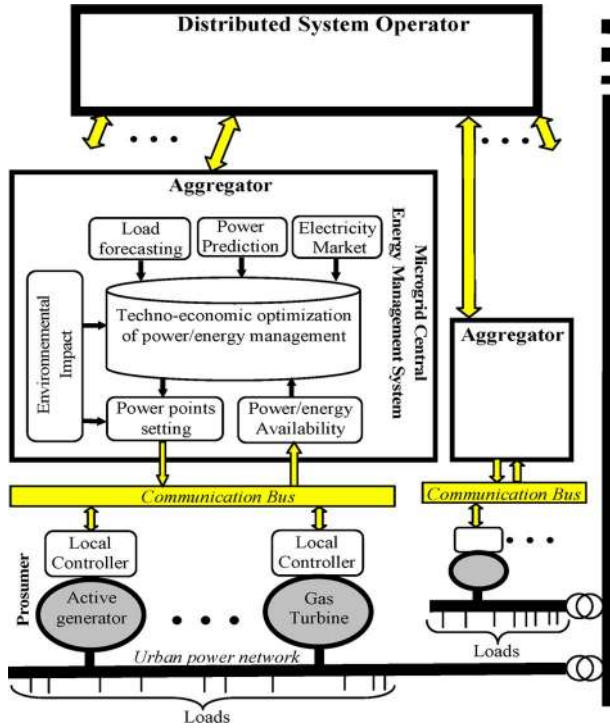 Distributed System Operator
Aggregator
Load
forecasting
Power
Prediction
Electricity
Market
Microgrid Central
Energy Management System
Environnemental
Impact
Techno-economic optimization
of power/energy management
Power points
setting
Power/energy
Availability
Aggregator
Communication Bus
Communication Bus
Local
Controller
Local
Controller
Prosumer
Active
generator
Gas
Turbine
Urban power network
Loads
Loads